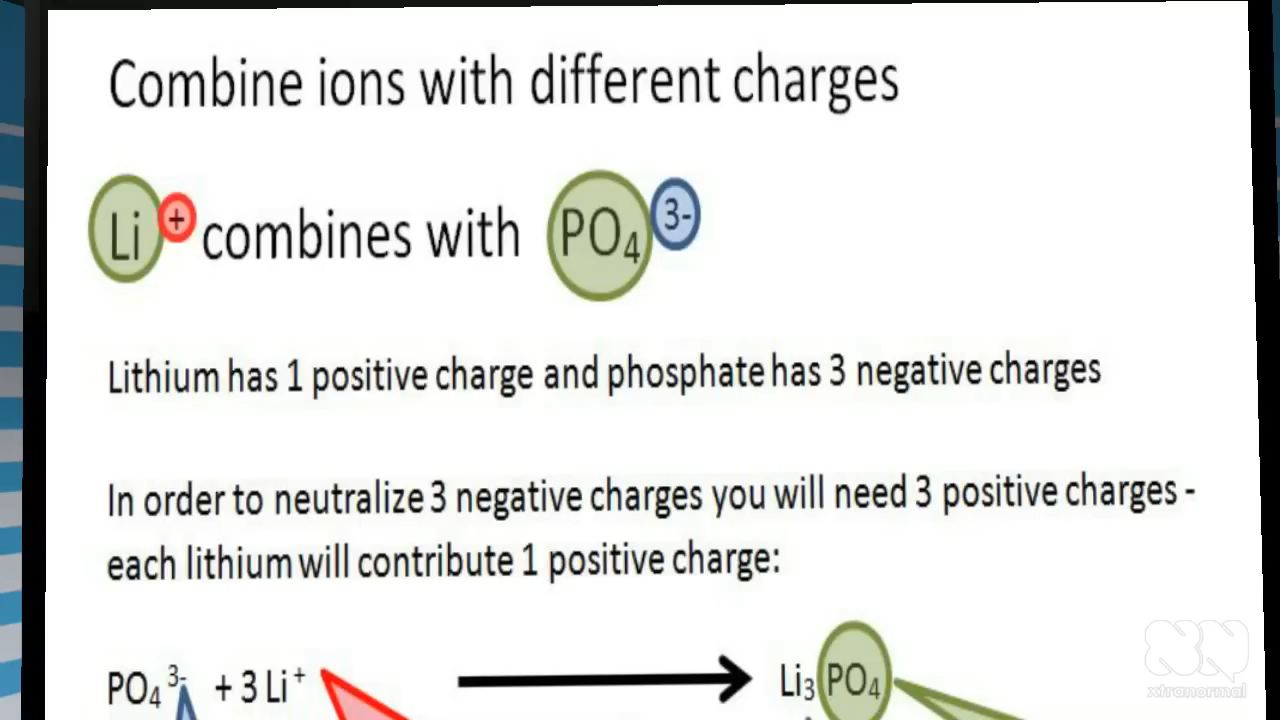 Combine ions with different charges
Li + combines with PO₄ 3-
Lithium has 1 positive charge and phosphate has 3 negative charges
In order to neutralize 3 negative charges you will need 3 positive charges -
each lithium will contribute 1 positive charge:
PO₄ 3- + 3 Li + Li₃ PO₄
xtranormal